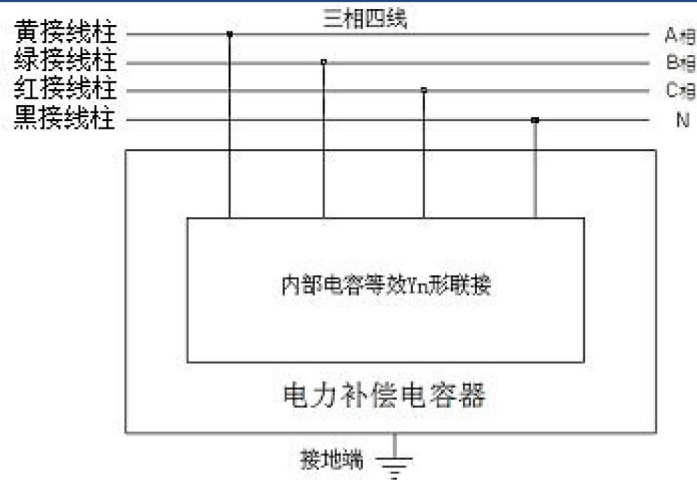 三相四线
黄接线柱 A相
绿接线柱 B相
红接线柱 C相
黑接线柱 N
内部电容等效Yn形联接
电力补偿电容器
接地端